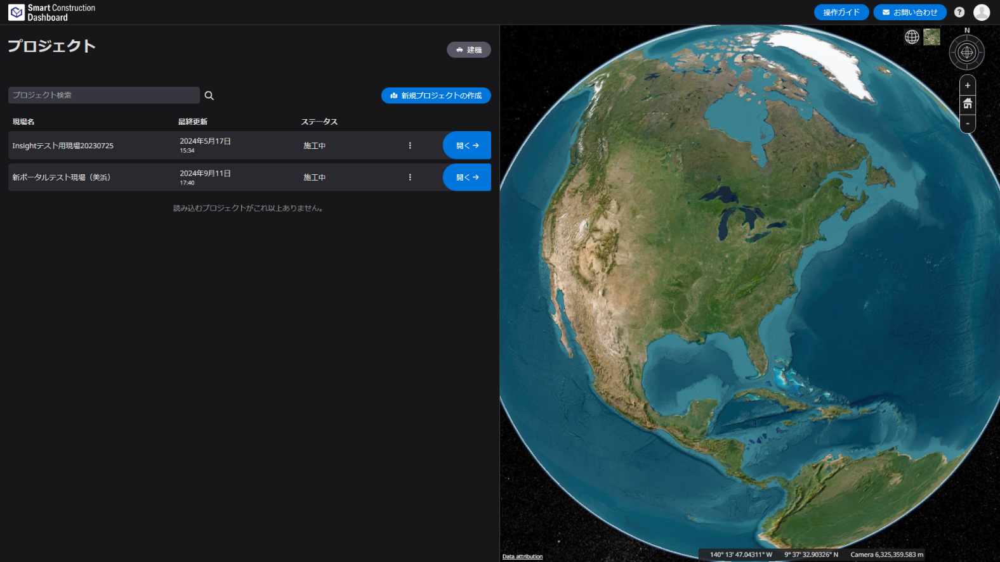 Smart Construction
Dashboard
操作ガイド
お問い合わせ
?
プロジェクト
建機
プロジェクト検索
新規プロジェクトの作成
現場名 最終更新 ステータス
Insightテスト用現場20230725 2024年5月17日 15:34 施工中 開く
新ポータルテスト現場（美浜） 2024年9月11日 17:40 施工中 開く
読み込むプロジェクトがこれ以上ありません。
N
+
-
Data attribution
140° 13' 47.04311" W 9° 37' 32.90326" N Camera 6,325,359.583 m